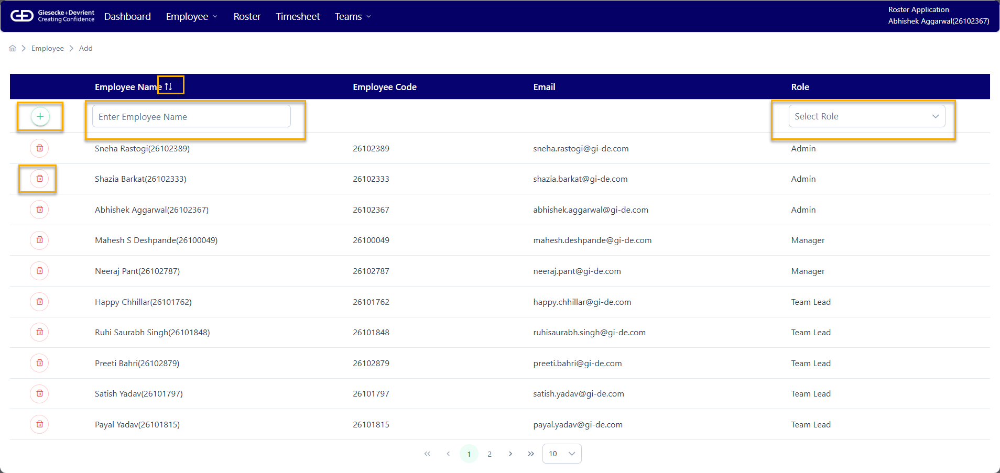 Giesecke+Devrient
Creating Confidence
Dashboard Employee Roster Timesheet Teams
Roster Application
Abhishek Aggarwal(26102367)
Employee Add
Employee Name Employee Code Email Role
Enter Employee Name Select Role
Sneha Rastogi(26102389) 26102389 sneha.rastogi@gi-de.com Admin
Shazia Barkat(26102333) 26102333 shazia.barkat@gi-de.com Admin
Abhishek Aggarwal(26102367) 26102367 abhishek.aggarwal@gi-de.com Admin
Mahesh S Deshpande(26100049) 26100049 mahesh.deshpande@gi-de.com Manager
Neeraj Pant(26102787) 26102787 neeraj.pant@gi-de.com Manager
Happy Chhillar(26101762) 26101762 happy.chhillar@gi-de.com Team Lead
Ruhi Saurabh Singh(26101848) 26101848 ruhisaurabh.singh@gi-de.com Team Lead
Preeti Bahri(26102879) 26102879 preeti.bahri@gi-de.com Team Lead
Satish Yadav(26101797) 26101797 satish.yadav@gi-de.com Team Lead
Payal Yadav(26101815) 26101815 payal.yadav@gi-de.com Team Lead
1 2 10